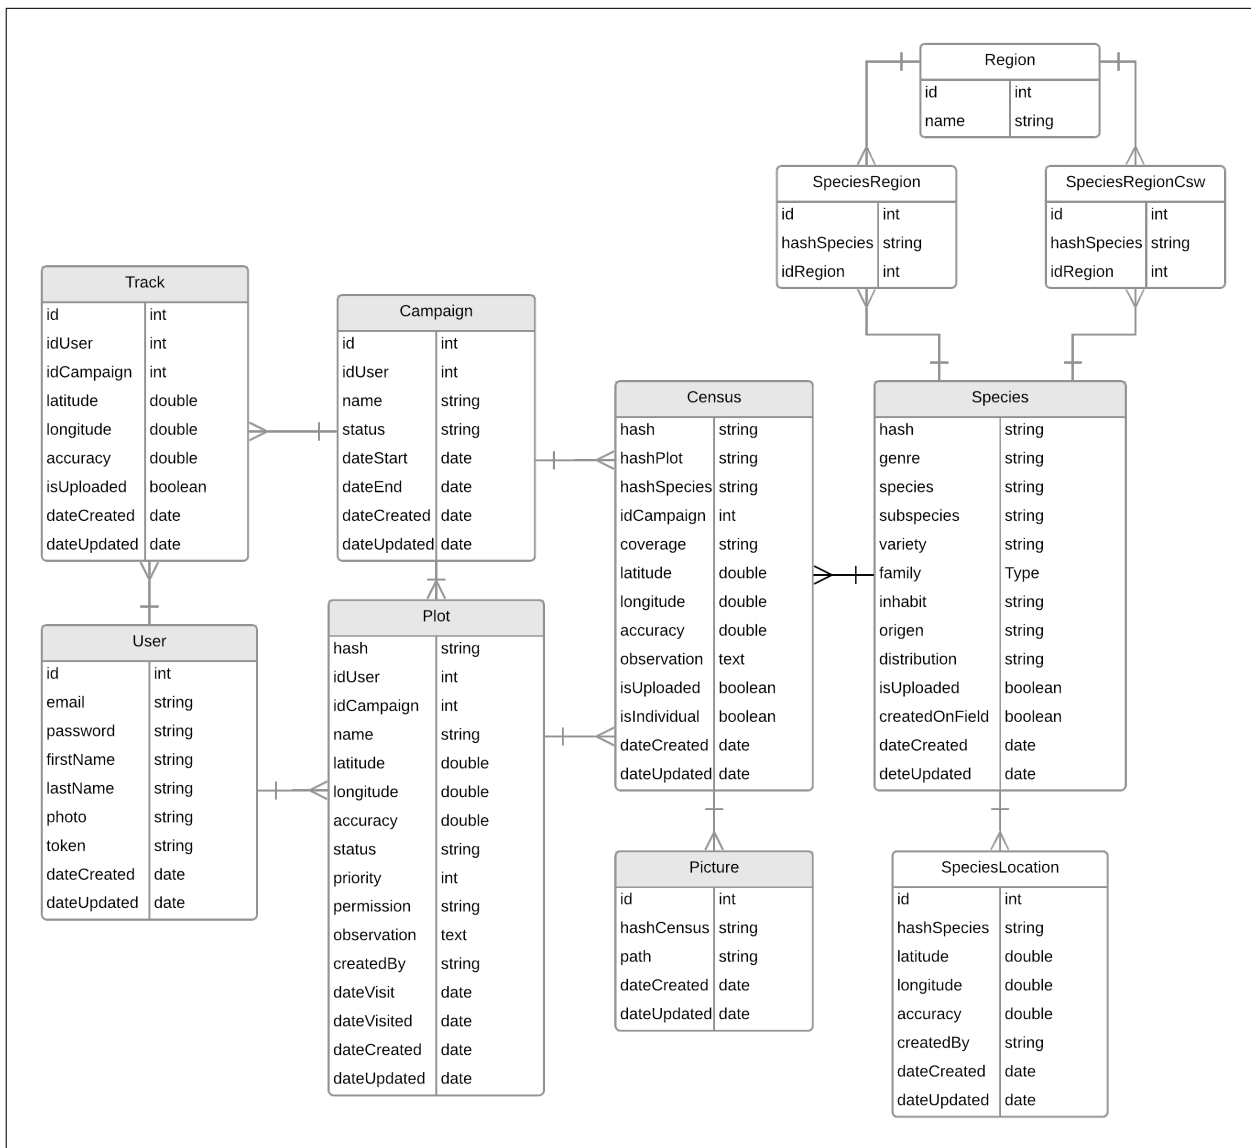 Region
id int
name string
SpeciesRegion
id int
hashSpecies string
idRegion int
SpeciesRegionCsw
id int
hashSpecies string
idRegion int
Track
id int
idUser int
idCampaign int
latitude double
longitude double
accuracy double
isUploaded boolean
dateCreated date
dateUpdated date
Campaign
id int
idUser int
name string
status string
dateStart date
dateEnd date
dateCreated date
dateUpdated date
Census
hash string
hashPlot string
hashSpecies string
idCampaign int
coverage string
latitude double
longitude double
accuracy double
observation text
isUploaded boolean
isIndividual boolean
dateCreated date
dateUpdated date
Species
hash string
genre string
species string
subspecies string
variety string
family Type
inhabit string
origen string
distribution string
isUploaded boolean
createdOnField boolean
dateCreated date
deteUpdated date
User
id int
email string
password string
firstName string
lastName string
photo string
token string
dateCreated date
dateUpdated date
Plot
hash string
idUser int
idCampaign int
name string
latitude double
longitude double
accuracy double
status string
priority int
permission string
observation text
createdBy string
dateVisit date
dateVisited date
dateCreated date
dateUpdated date
Picture
id int
hashCensus string
path string
dateCreated date
dateUpdated date
SpeciesLocation
id int
hashSpecies string
latitude double
longitude double
accuracy double
createdBy string
dateCreated date
dateUpdated date